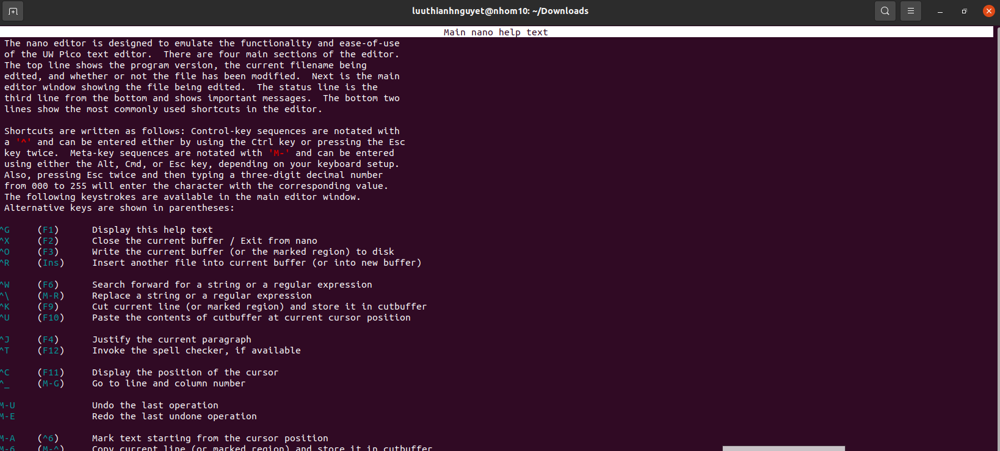 luuthianhnguyet@nhom10: ~/Downloads
Main nano help text
The nano editor is designed to emulate the functionality and ease-of-use
of the UW Pico text editor.  There are four main sections of the editor.
The top line shows the program version, the current filename being
edited, and whether or not the file has been modified.  Next is the main
editor window showing the file being edited.  The status line is the
third line from the bottom and shows important messages.  The bottom two
lines show the most commonly used shortcuts in the editor.
Shortcuts are written as follows: Control-key sequences are notated with
a '^' and can be entered either by using the Ctrl key or pressing the Esc
key twice.  Meta-key sequences are notated with 'M-' and can be entered
using either the Alt, Cmd, or Esc key, depending on your keyboard setup.
Also, pressing Esc twice and then typing a three-digit decimal number
from 000 to 255 will enter the character with the corresponding value.
The following keystrokes are available in the main editor window.
Alternative keys are shown in parentheses:
^G (F1) Display this help text
^X (F2) Close the current buffer / Exit from nano
^O (F3) Write the current buffer (or the marked region) to disk
^R (Ins) Insert another file into current buffer (or into new buffer)
^W (F6) Search forward for a string or a regular expression
^\ (M-R) Replace a string or a regular expression
^K (F9) Cut current line (or marked region) and store it in cutbuffer
^U (F10) Paste the contents of cutbuffer at current cursor position
^J (F4) Justify the current paragraph
^T (F12) Invoke the spell checker, if available
^C (F11) Display the position of the cursor
^_ (M-G) Go to line and column number
M-U Undo the last operation
M-E Redo the last undone operation
M-A (^6) Mark text starting from the cursor position
M-6 (M-^) Copy current line (or marked region) and store it in cutbuffer